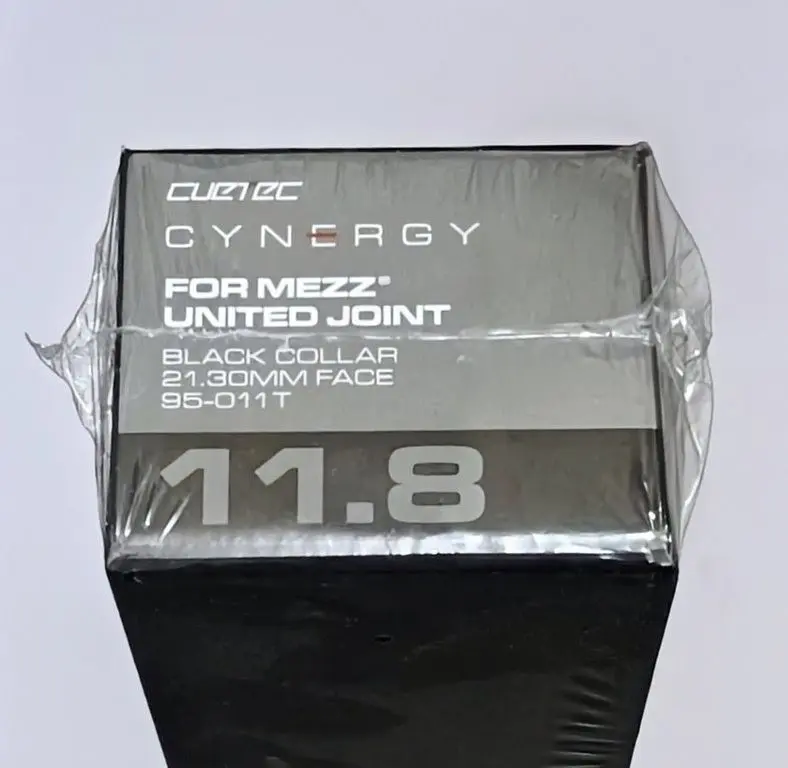 CUETEC
CYNERGY
FOR MEZZ®
UNITED JOINT
BLACK COLLAR
21.30MM FACE
95-011T
11.8